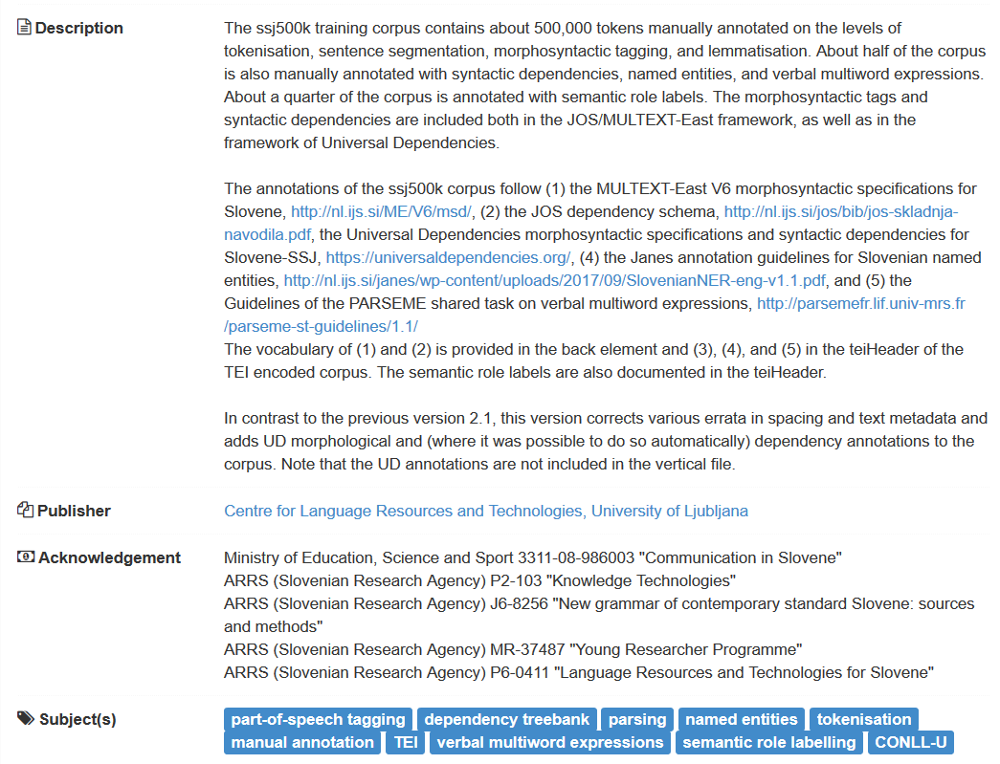 Description
The ssj500k training corpus contains about 500,000 tokens manually annotated on the levels of
tokenisation, sentence segmentation, morphosyntactic tagging, and lemmatisation. About half of the corpus
is also manually annotated with syntactic dependencies, named entities, and verbal multiword expressions.
About a quarter of the corpus is annotated with semantic role labels. The morphosyntactic tags and
syntactic dependencies are included both in the JOS/MULTEXT-East framework, as well as in the
framework of Universal Dependencies.
The annotations of the ssj500k corpus follow (1) the MULTEXT-East V6 morphosyntactic specifications for
Slovene, http://nl.ijs.si/ME/V6/msd/, (2) the JOS dependency schema, http://nl.ijs.si/jos/bib/jos-skladnja-
navodila.pdf, the Universal Dependencies morphosyntactic specifications and syntactic dependencies for
Slovene-SSJ, https://universaldependencies.org/, (4) the Janes annotation guidelines for Slovenian named
entities, http://nl.ijs.si/janes/wp-content/uploads/2017/09/SlovenianNER-eng-v1.1.pdf, and (5) the
Guidelines of the PARSEME shared task on verbal multiword expressions, http://parsemefr.lif.univ-mrs.fr
/parseme-st-guidelines/1.1/
The vocabulary of (1) and (2) is provided in the back element and (3), (4), and (5) in the teiHeader of the
TEI encoded corpus. The semantic role labels are also documented in the teiHeader.
In contrast to the previous version 2.1, this version corrects various errata in spacing and text metadata and
adds UD morphological and (where it was possible to do so automatically) dependency annotations to the
corpus. Note that the UD annotations are not included in the vertical file.
Publisher
Centre for Language Resources and Technologies, University of Ljubljana
Acknowledgement
Ministry of Education, Science and Sport 3311-08-986003 "Communication in Slovene"
ARRS (Slovenian Research Agency) P2-103 "Knowledge Technologies"
ARRS (Slovenian Research Agency) J6-8256 "New grammar of contemporary standard Slovene: sources
and methods"
ARRS (Slovenian Research Agency) MR-37487 "Young Researcher Programme"
ARRS (Slovenian Research Agency) P6-0411 "Language Resources and Technologies for Slovene"
Subject(s)
part-of-speech tagging dependency treebank parsing named entities tokenisation
manual annotation TEI verbal multiword expressions semantic role labelling CONLL-U